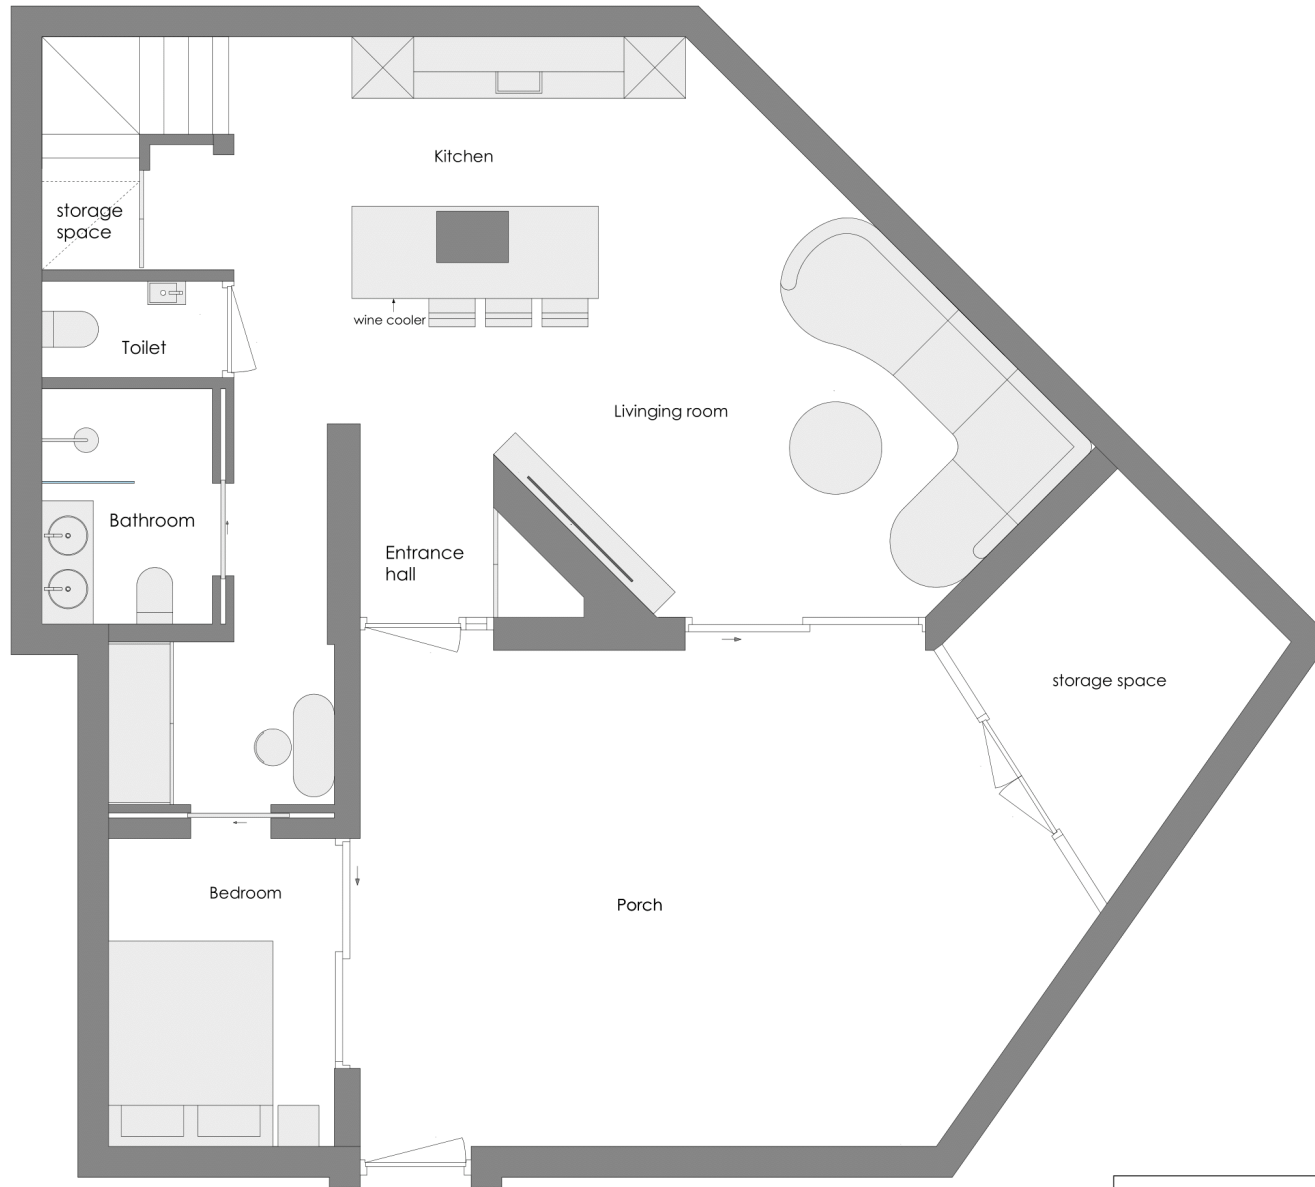 Kitchen
storage
space
wine cooler
Toilet
Livinging room
Bathroom
Entrance
hall
storage space
Bedroom
Porch